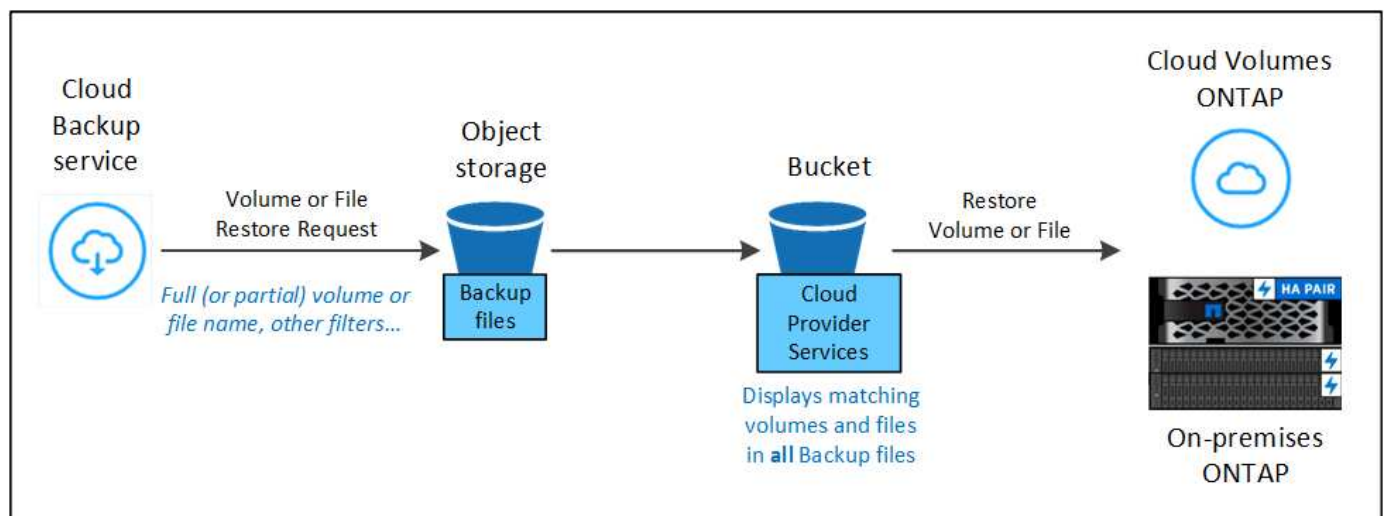 Cloud
Backup
service
Volume or File
Restore Request
Full (or partial) volume or
file name, other filters...
Object
storage
Backup
files
Bucket
Cloud
Provider
Services
Displays matching
volumes and files
in all Backup files
Restore
Volume or File
Cloud Volumes
ONTAP
HA PAIR
On-premises
ONTAP